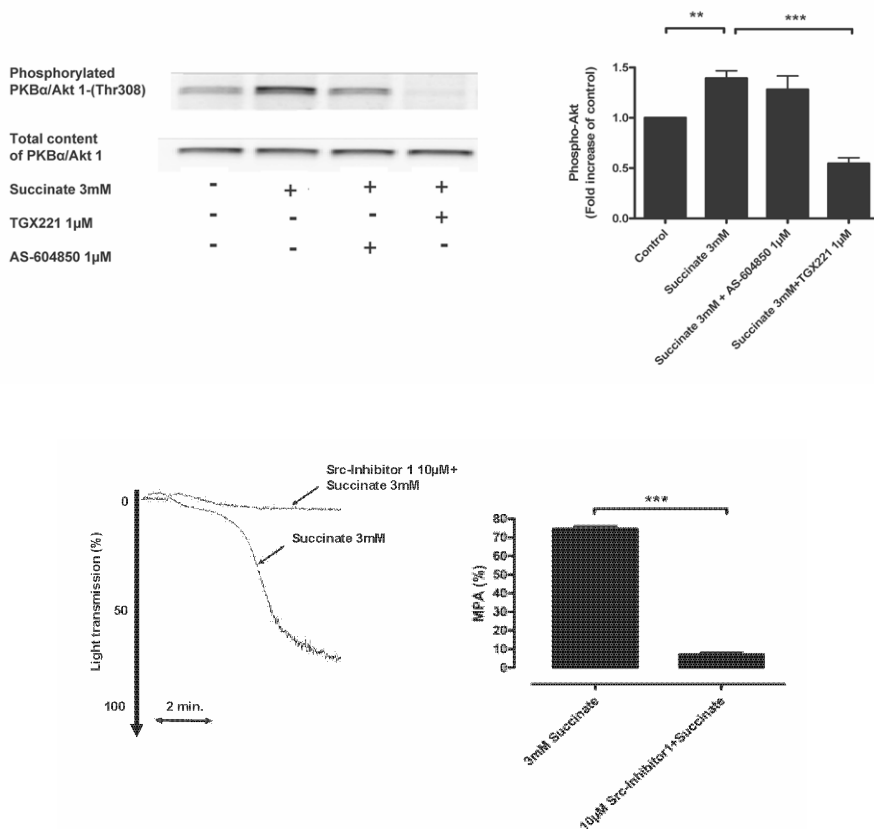 Phosphorylated
PKBα/Akt 1-(Thr308)
Total content
of PKBα/Akt 1
Succinate 3mM - + + +
TGX221 1µM - - - +
AS-604850 1µM - - + -
** ***
Phospho-Akt
(Fold increase of control)
1.5
1.0
0.5
0.0
Control
Succinate 3mM
Succinate 3mM + AS-604850 1µM
Succinate 3mM+TGX221 1µM
Light transmission (%)
0
50
100
Src-Inhibitor 1 10µM+
Succinate 3mM
Succinate 3mM
2 min.
***
MPA (%)
80
70
60
50
40
30
20
10
0
3mM Succinate
10µM Src-Inhibitor1+Succinate